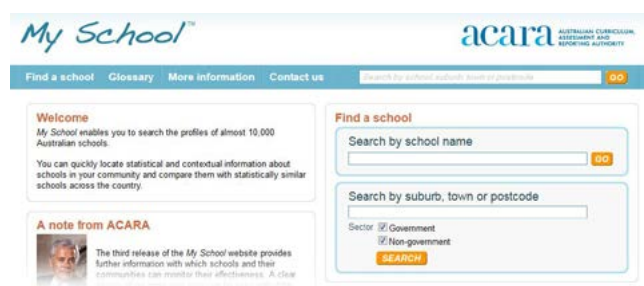 My School™
acara AUSTRALIAN CURRICULUM,
ASSESSMENT AND
REPORTING AUTHORITY
Find a school Glossary More information Contact us Search by school suburb, town or postcode GO
Welcome
My School enables you to search the profiles of almost 10,000
Australian schools.
You can quickly locate statistical and contextual information about
schools in your community and compare them with statistically similar
schools across the country.
A note from ACARA
The third release of the My School website provides
further information with which schools and their
communities can monitor their effectiveness. A clear
Find a school
Search by school name
GO
Search by suburb, town or postcode
Sector Government
Non-government
SEARCH